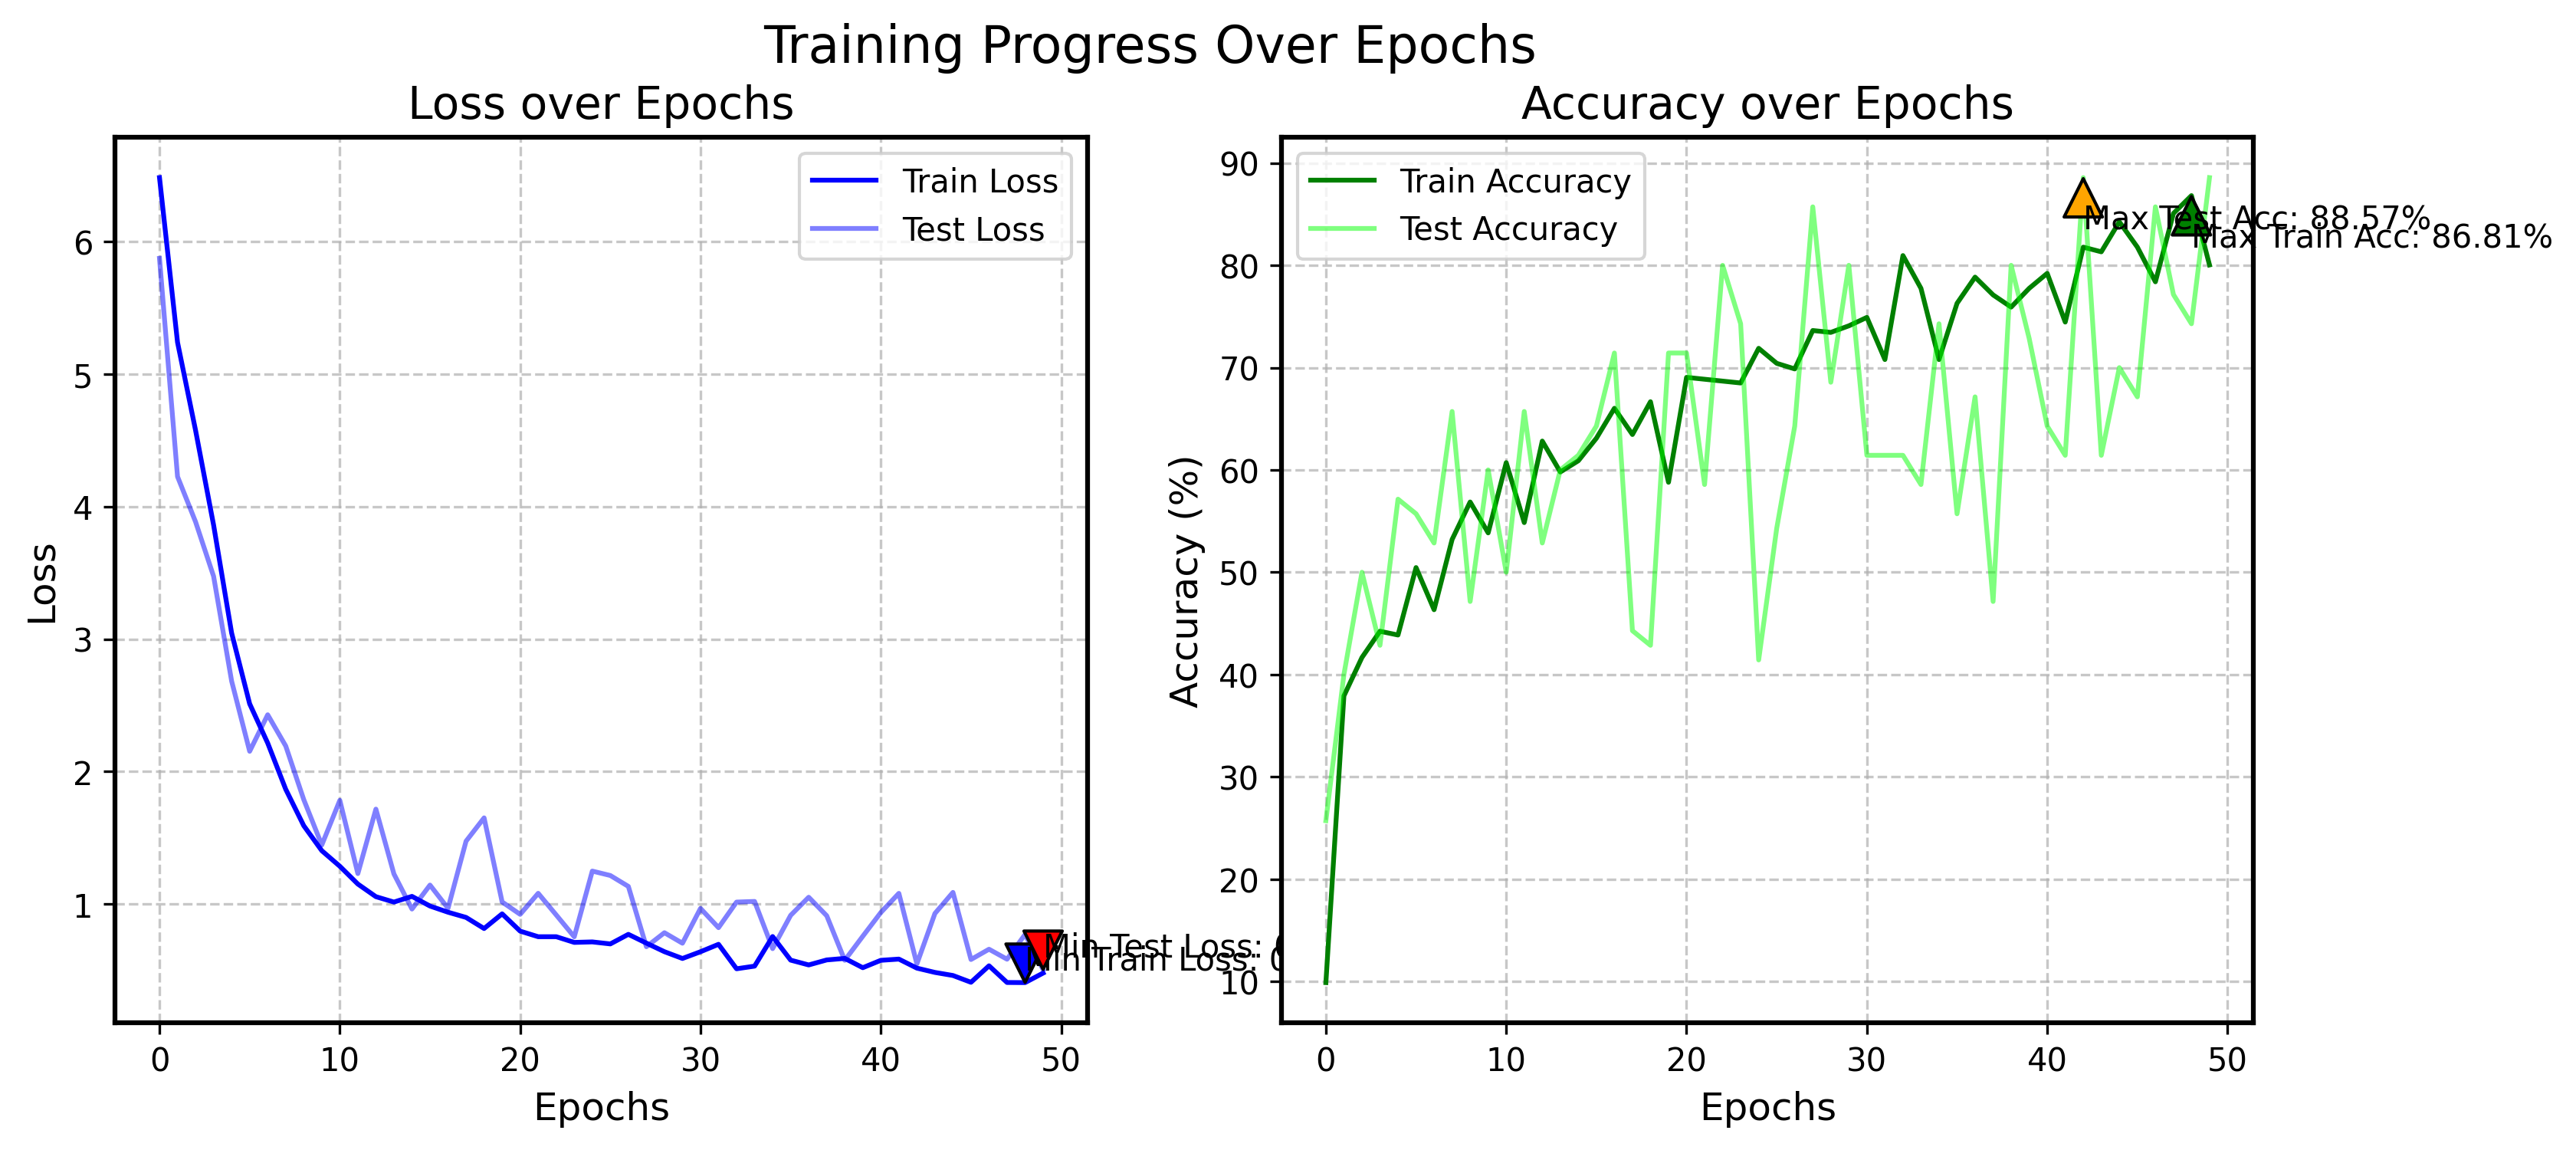 Training Progress Over Epochs
Loss over Epochs
Train Loss
Test Loss
6
5
4
3
2
1
Loss
Min Test Loss:
Min Train Loss: 0
0 10 20 30 40 50
Epochs
Accuracy over Epochs
Train Accuracy
Test Accuracy
90
80
70
60
50
40
30
20
10
Accuracy (%)
Max Test Acc: 88.57%
Max Train Acc: 86.81%
0 10 20 30 40 50
Epochs